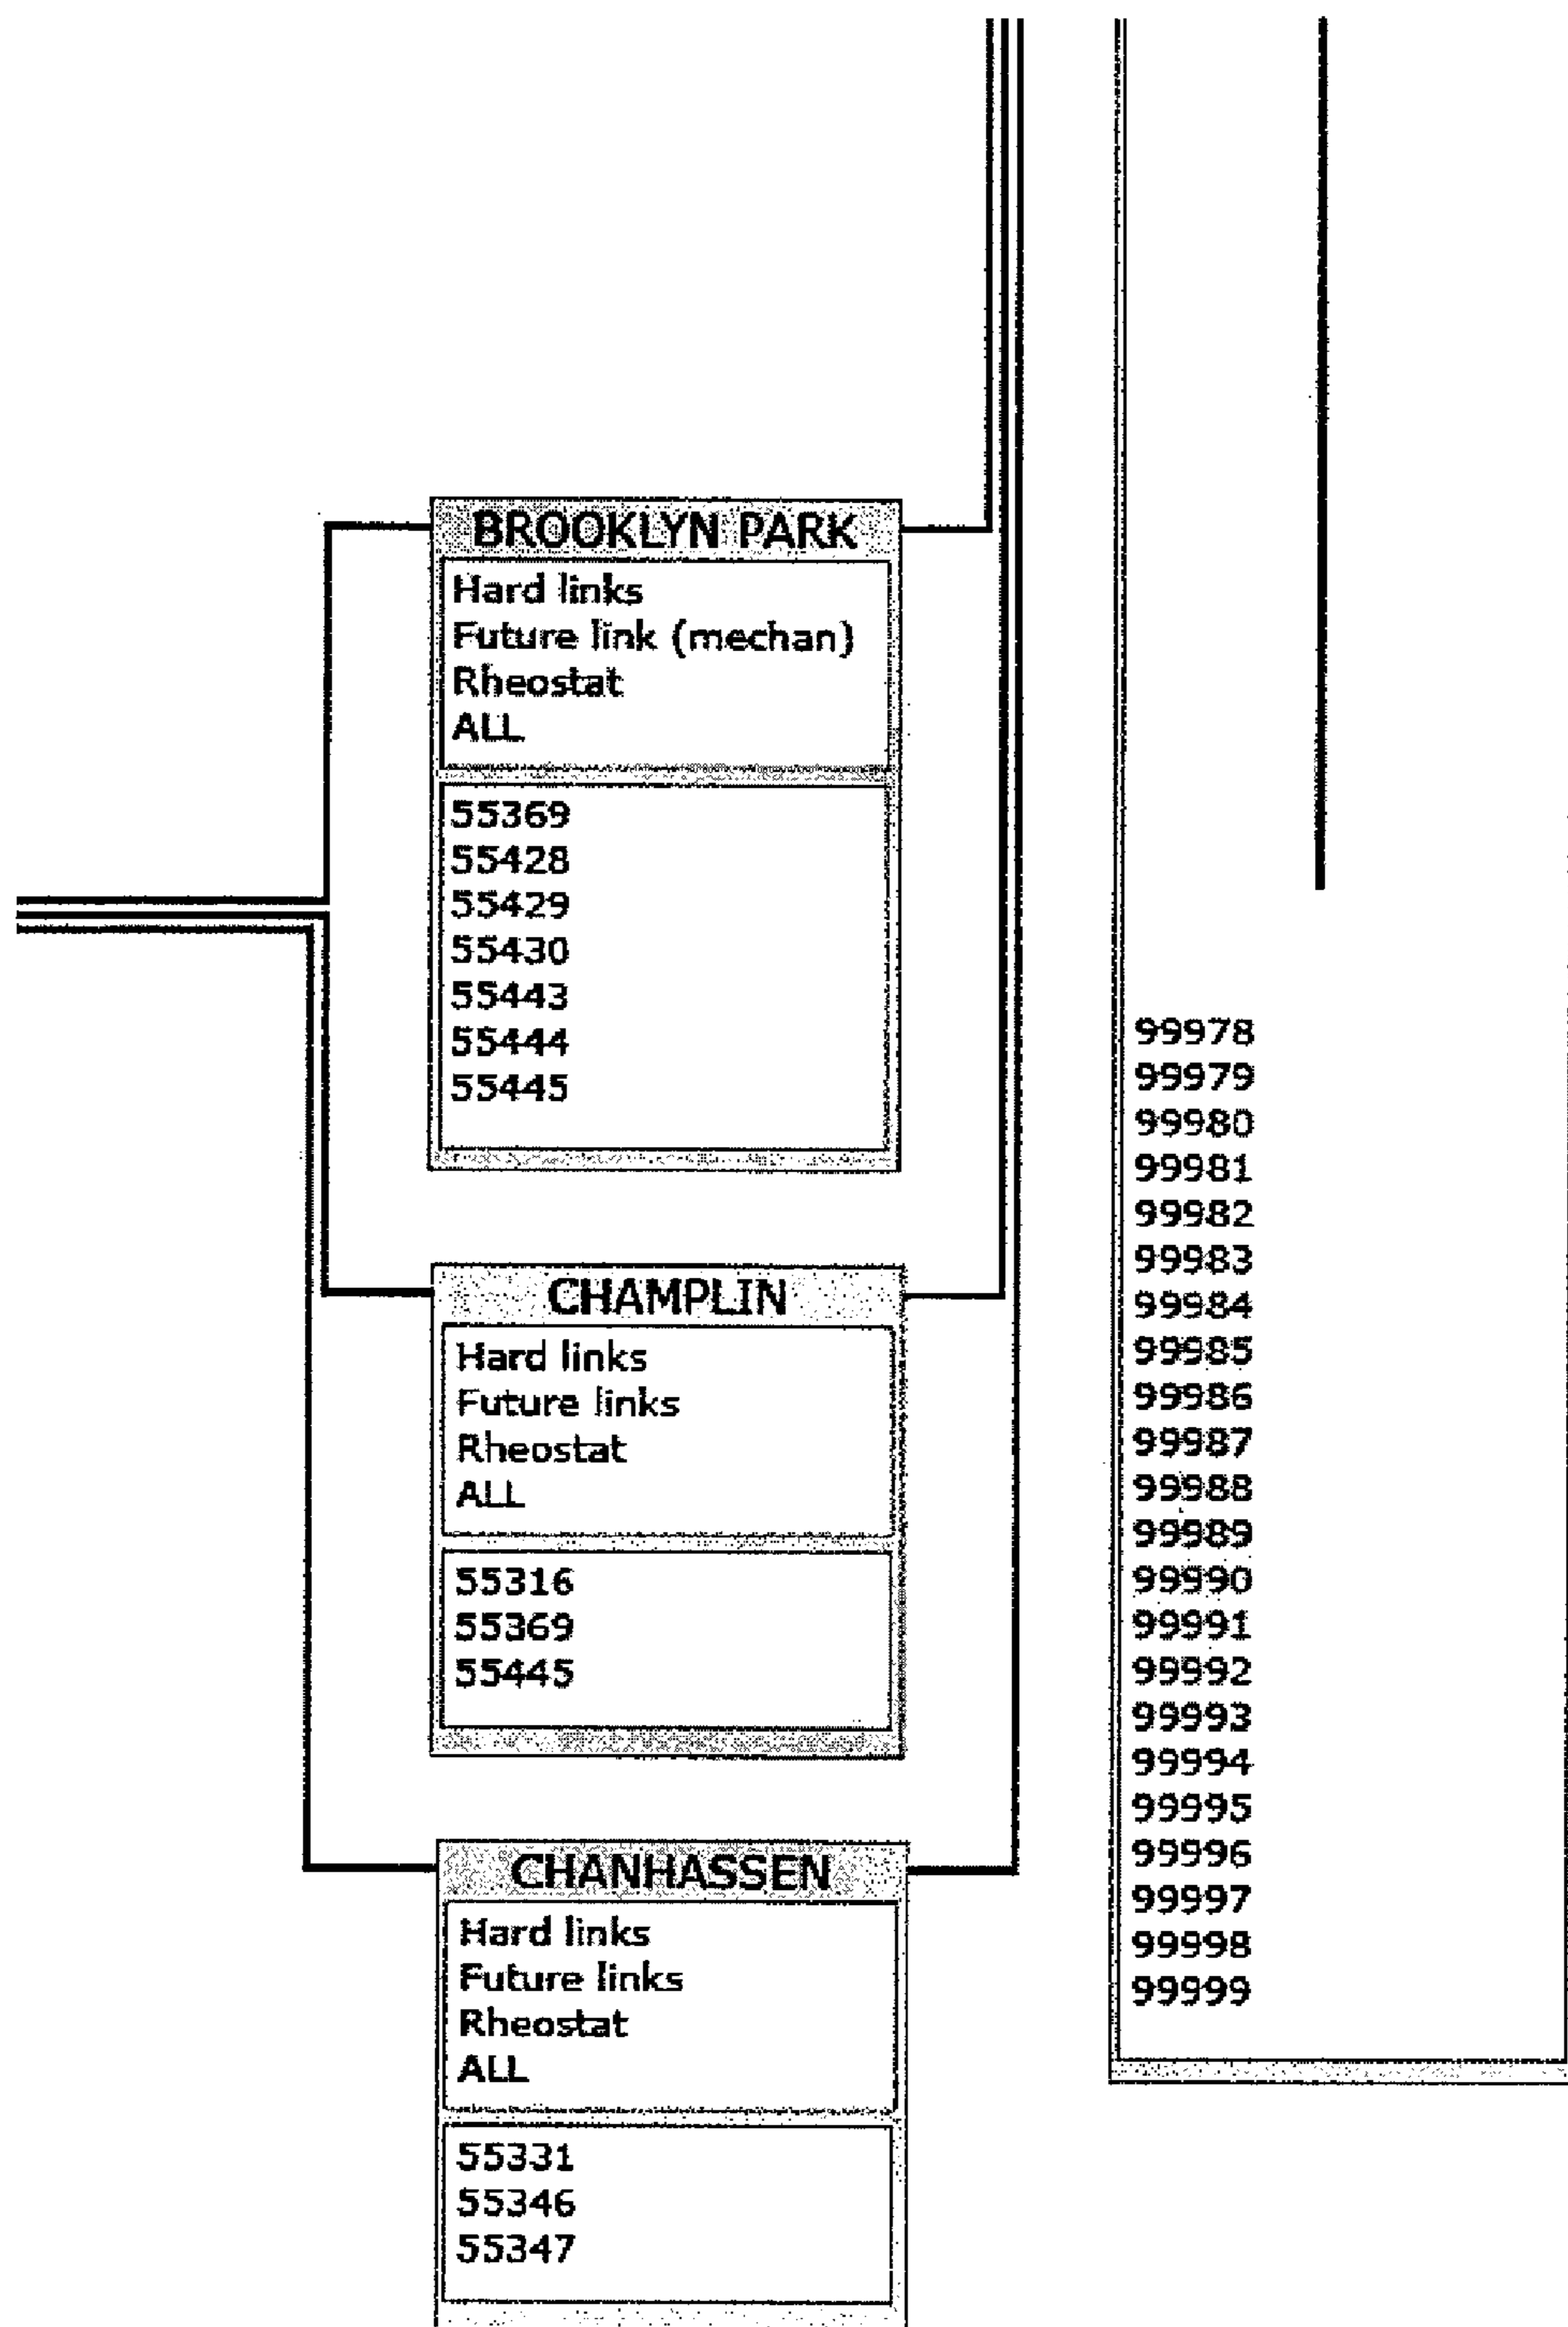 BROOKLYN PARK
Hard links
Future link (mechan)
Rheostat
ALL
55369
55428
55429
55430
55443
55444
55445
CHAMPLIN
Hard links
Future links
Rheostat
ALL
55316
55369
55445
CHANHASSEN
Hard links
Future links
Rheostat
ALL
55331
55346
55347
99978
99979
99980
99981
99982
99983
99984
99985
99986
99987
99988
99989
99990
99991
99992
99993
99994
99995
99996
99997
99998
99999